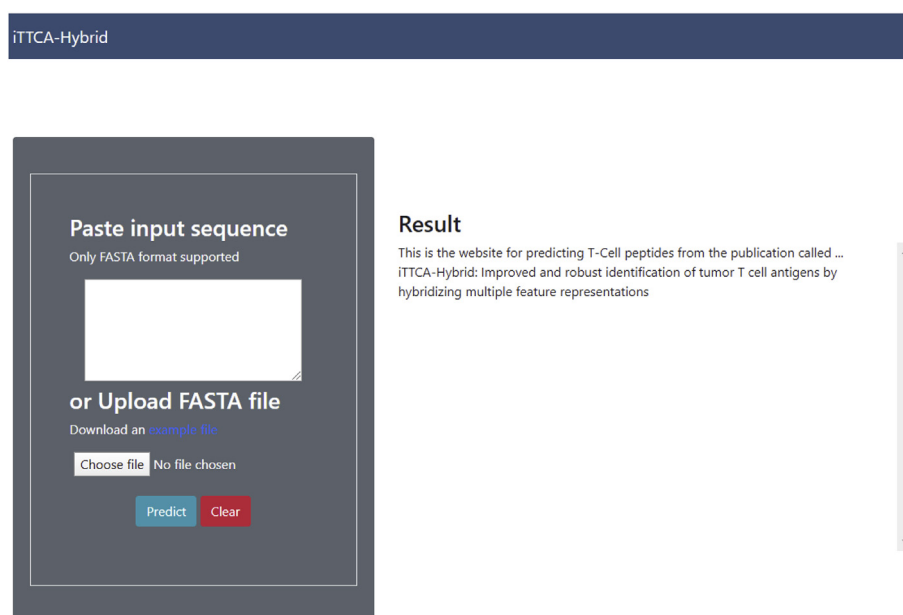 iTTCA-Hybrid
Paste input sequence
Only FASTA format supported
or Upload FASTA file
Download an example file
Choose file No file chosen
Predict Clear
Result
This is the website for predicting T-Cell peptides from the publication called ...
iTTCA-Hybrid: Improved and robust identification of tumor T cell antigens by
hybridizing multiple feature representations